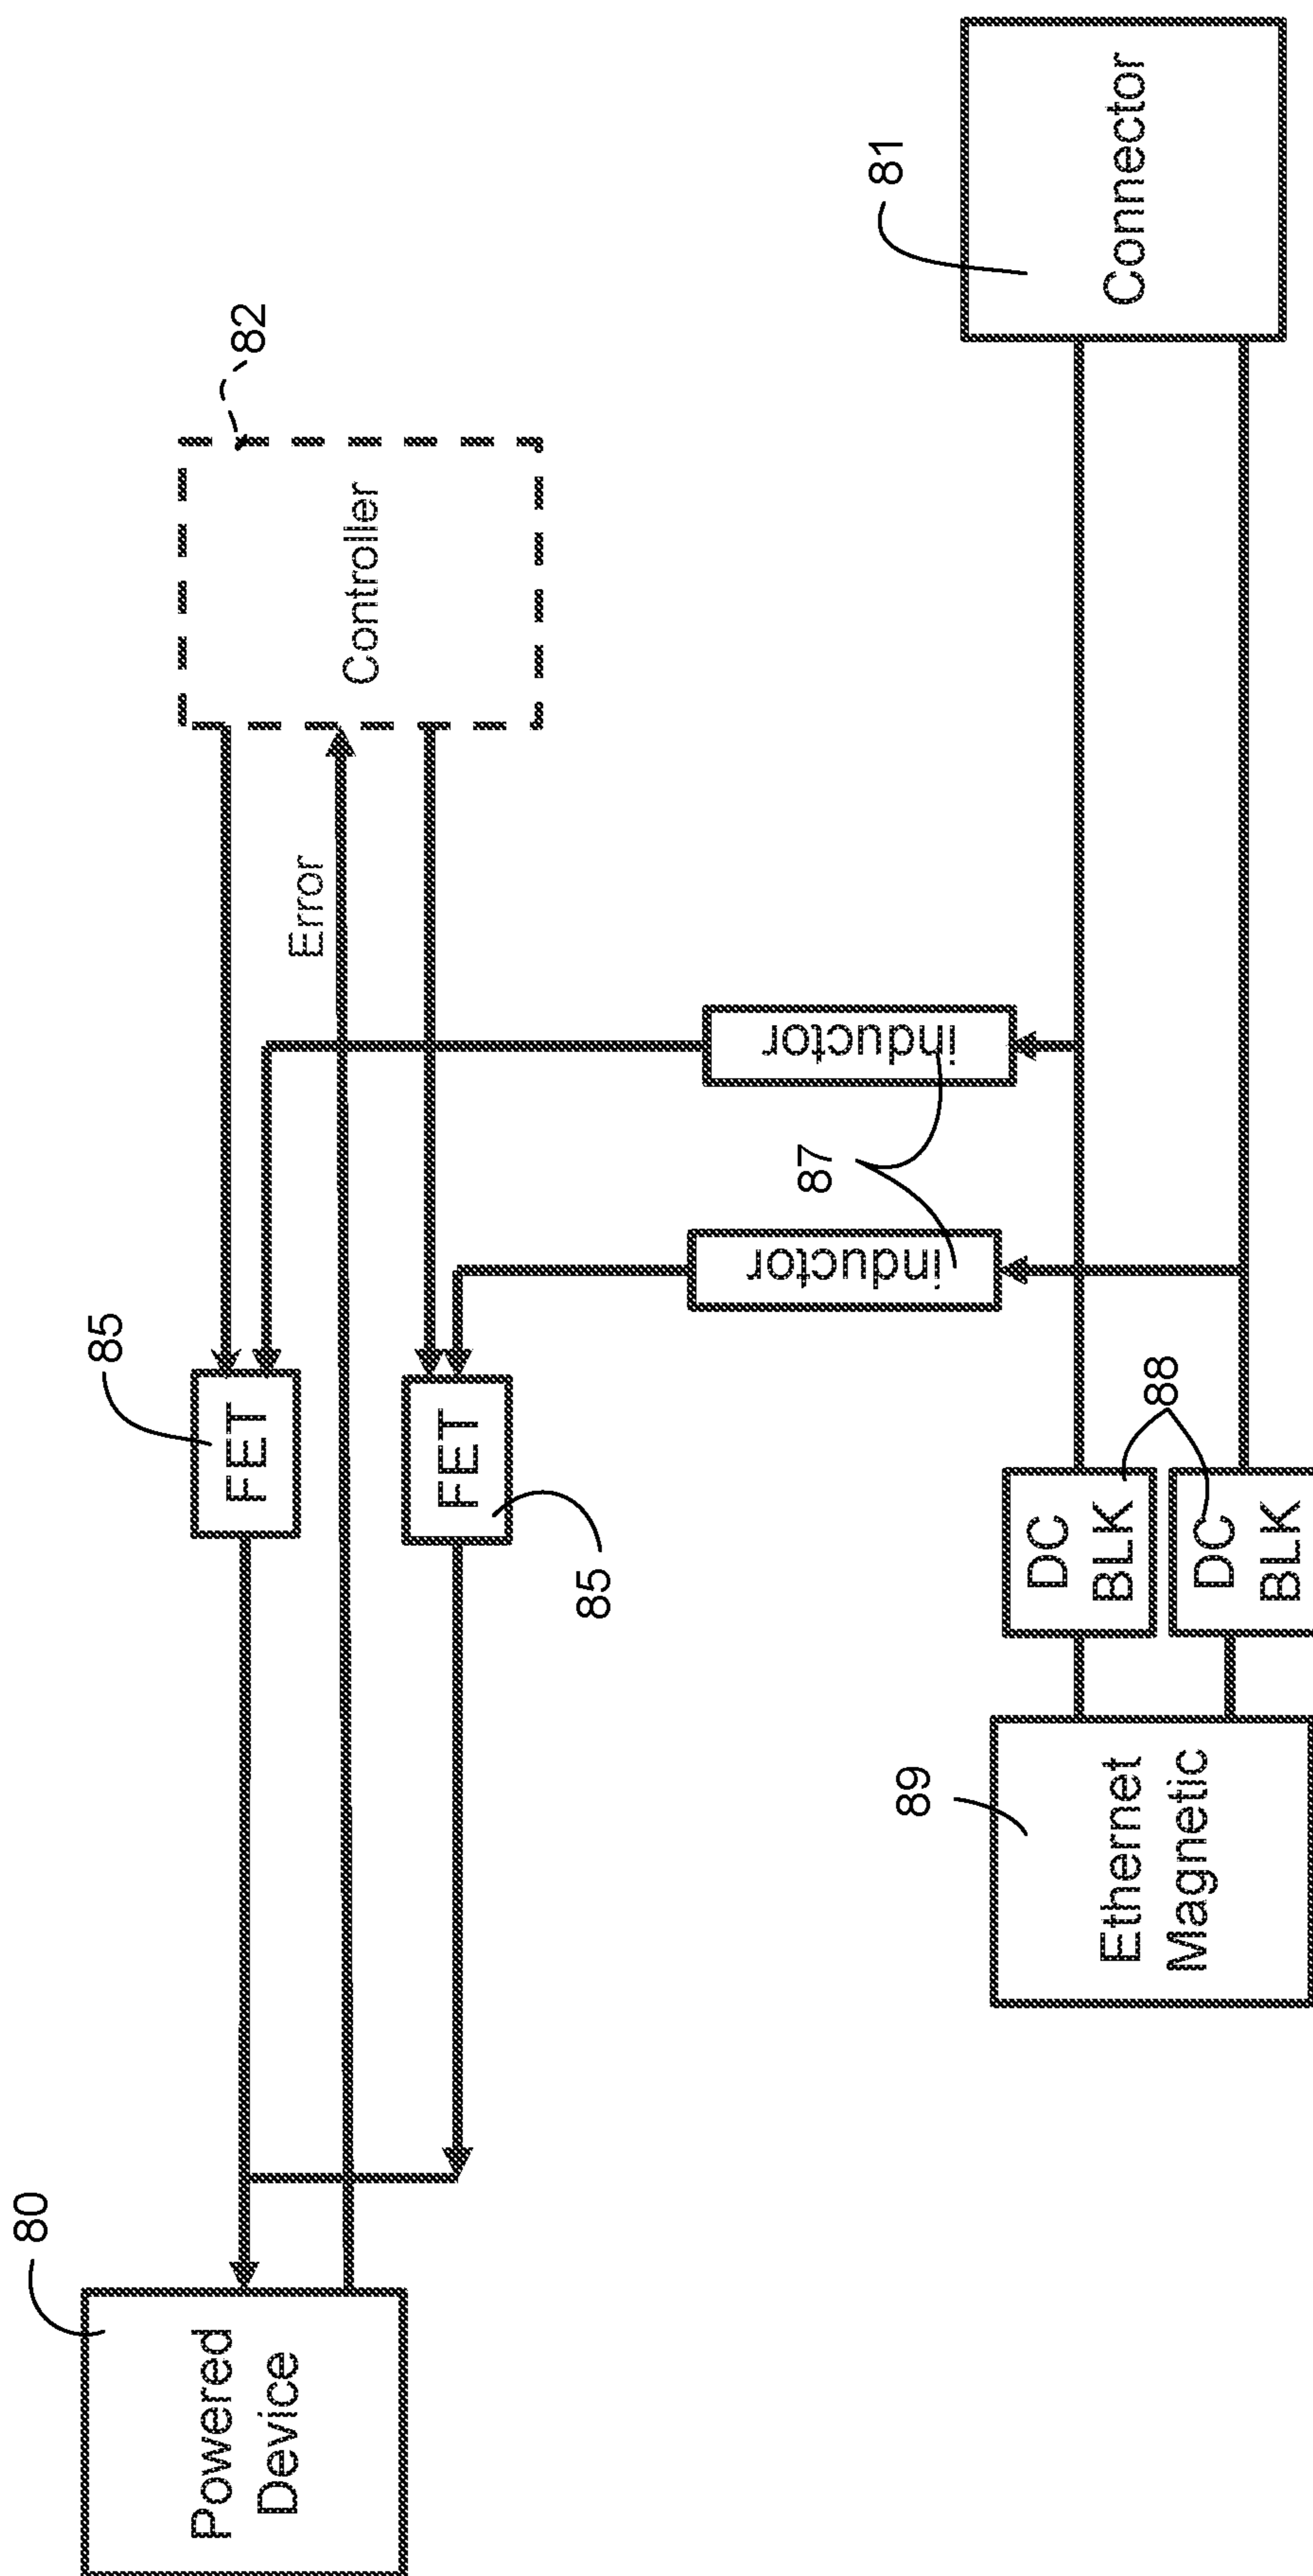 80
Powered
Device
85
FET
FET
85
Error
82
Controller
87
inductor
inductor
89
Ethernet
Magnetic
88
DC
BLK
DC
BLK
81
Connector